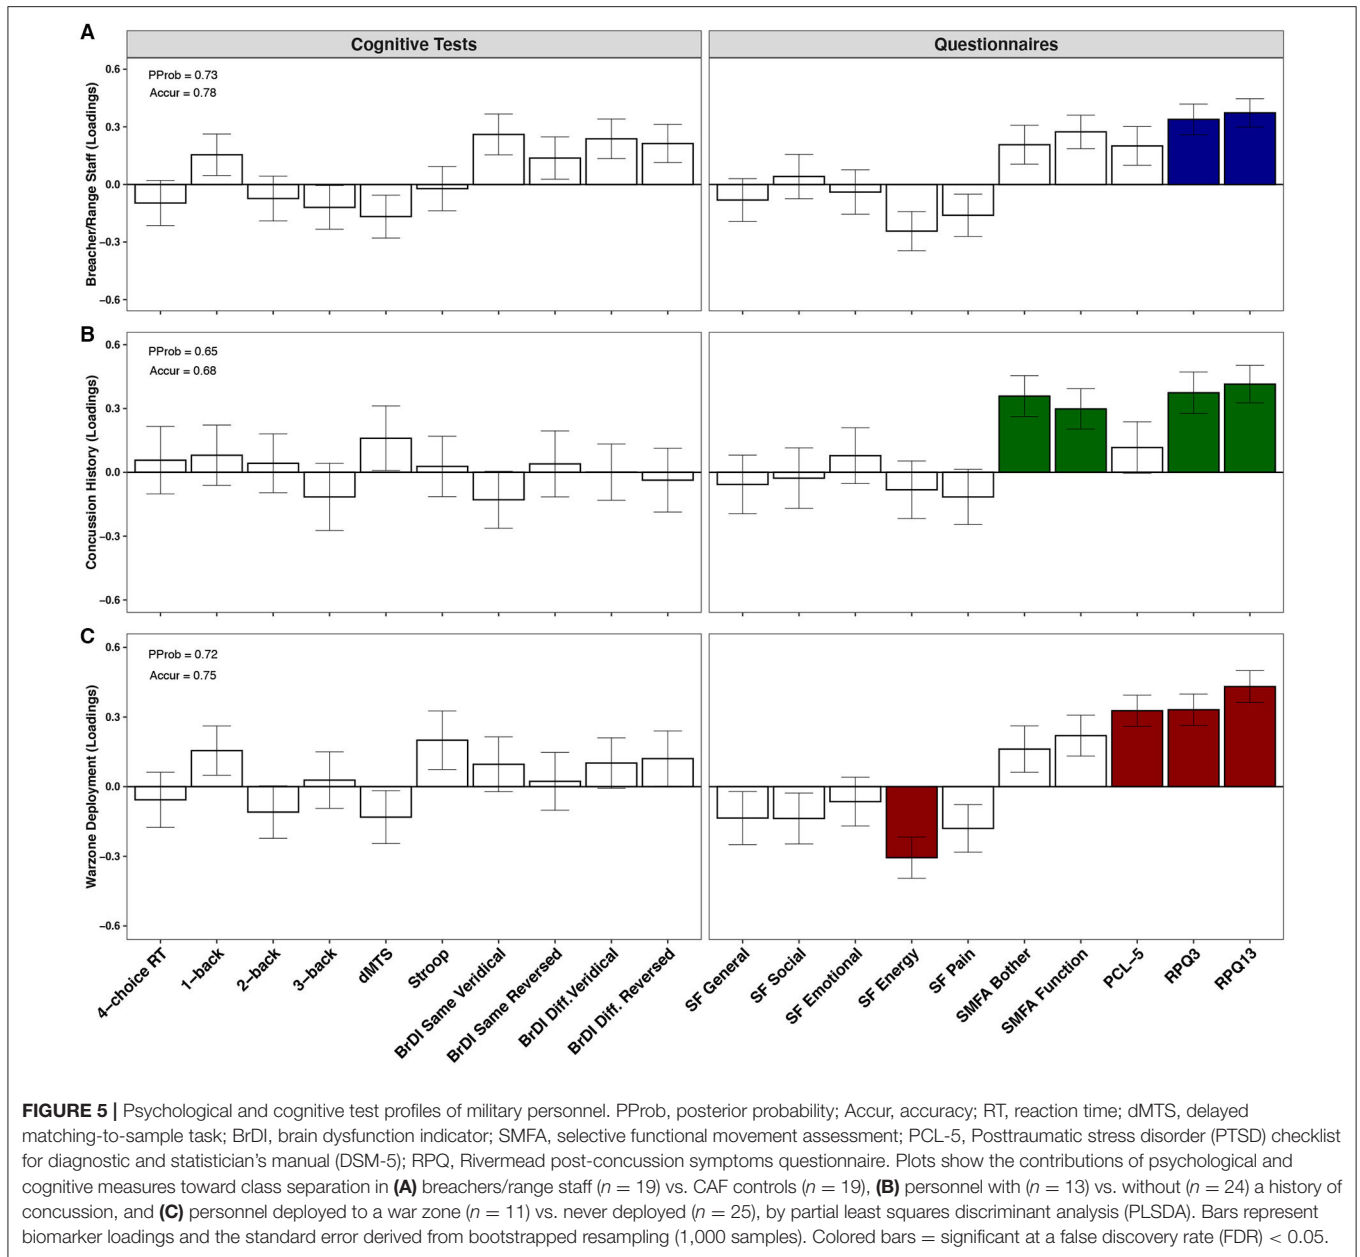 A
Cognitive Tests
Questionnaires
Breacher/Range Staff (Loadings)
0.6
0.3
0.0
−0.3
−0.6
PProb = 0.73
Accur = 0.78
B
Concussion History (Loadings)
0.6
0.3
0.0
−0.3
−0.6
PProb = 0.65
Accur = 0.68
C
Warzone Deployment (Loadings)
0.6
0.3
0.0
−0.3
−0.6
PProb = 0.72
Accur = 0.75
4−choice RT
1−back
2−back
3−back
dMTS
Stroop
BrDI Same Veridical
BrDI Same Reversed
BrDI Diff.Veridical
BrDI Diff. Reversed
SF General
SF Social
SF Emotional
SF Energy
SF Pain
SMFA Bother
SMFA Function
PCL−5
RPQ3
RPQ13
FIGURE 5 | Psychological and cognitive test profiles of military personnel. PProb, posterior probability; Accur, accuracy; RT, reaction time; dMTS, delayed
matching-to-sample task; BrDI, brain dysfunction indicator; SMFA, selective functional movement assessment; PCL-5, Posttraumatic stress disorder (PTSD) checklist
for diagnostic and statistician's manual (DSM-5); RPQ, Rivermead post-concussion symptoms questionnaire. Plots show the contributions of psychological and
cognitive measures toward class separation in (A) breachers/range staff (n = 19) vs. CAF controls (n = 19), (B) personnel with (n = 13) vs. without (n = 24) a history of
concussion, and (C) personnel deployed to a war zone (n = 11) vs. never deployed (n = 25), by partial least squares discriminant analysis (PLSDA). Bars represent
biomarker loadings and the standard error derived from bootstrapped resampling (1,000 samples). Colored bars = significant at a false discovery rate (FDR) < 0.05.